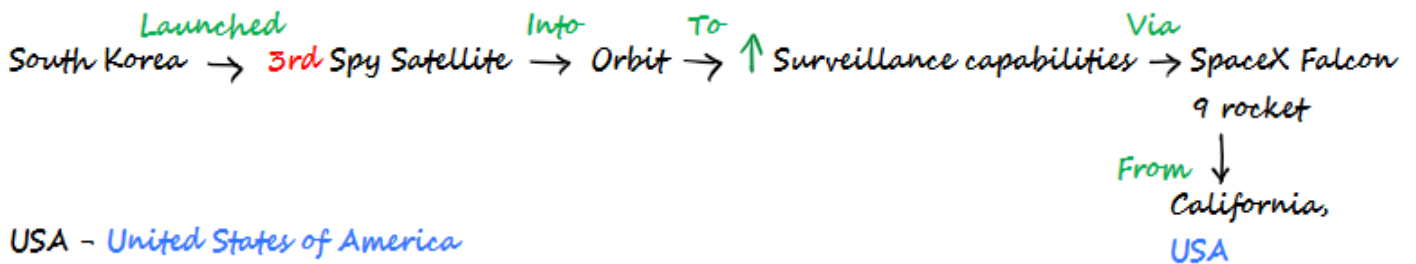 Launched Into To Via
South Korea → 3rd Spy Satellite → Orbit → ↑ Surveillance capabilities → SpaceX Falcon
9 rocket
From ↓
California,
USA - United States of America USA